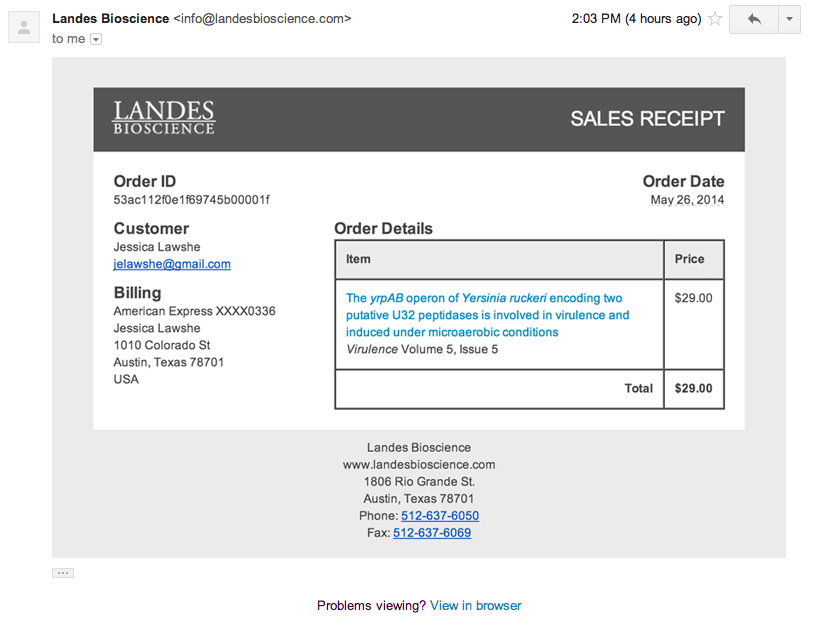 Landes Bioscience <info@landesbioscience.com>
2:03 PM (4 hours ago)
to me
LANDES
BIOSCIENCE
SALES RECEIPT
Order ID
53ac112f0e1f69745b00001f
Order Date
May 26, 2014
Customer
Jessica Lawshe
jelawshe@gmail.com
Billing
American Express XXXX0336
Jessica Lawshe
1010 Colorado St
Austin, Texas 78701
USA
Order Details
Item
Price
The yrpAB operon of Yersinia ruckeri encoding two
putative U32 peptidases is involved in virulence and
induced under microaerobic conditions
Virulence Volume 5, Issue 5
$29.00
Total
$29.00
Landes Bioscience
www.landesbioscience.com
1806 Rio Grande St.
Austin, Texas 78701
Phone: 512-637-6050
Fax: 512-637-6069
Problems viewing? View in browser